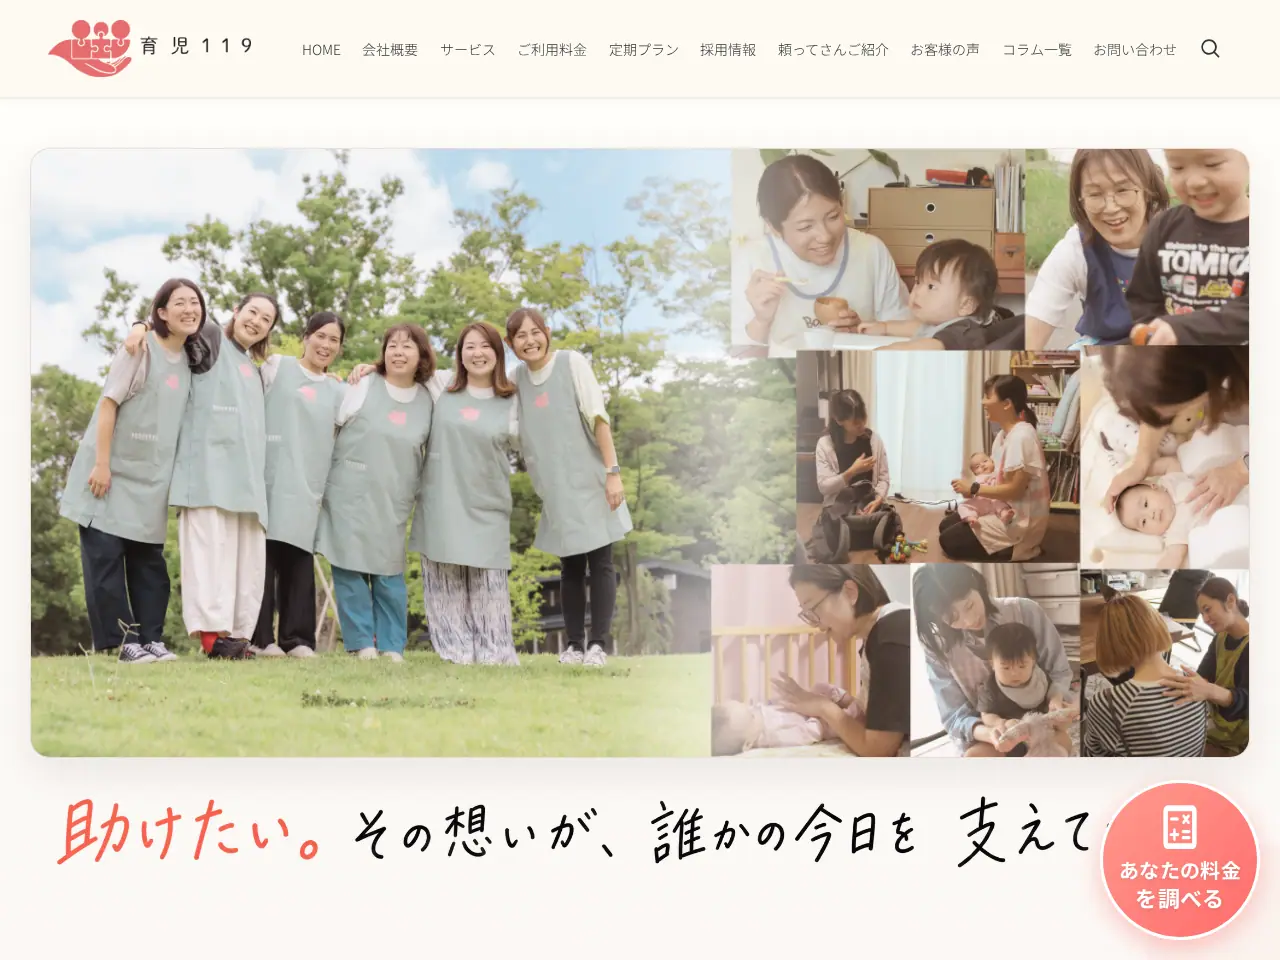 育児119
HOME 会社概要 サービス ご利用料金 定期プラン 採用情報 頼ってさんご紹介 お客様の声 コラム一覧 お問い合わせ
TOMICA
助けたい。その想いが、誰かの今日を 支えて
あなたの料金
を調べる